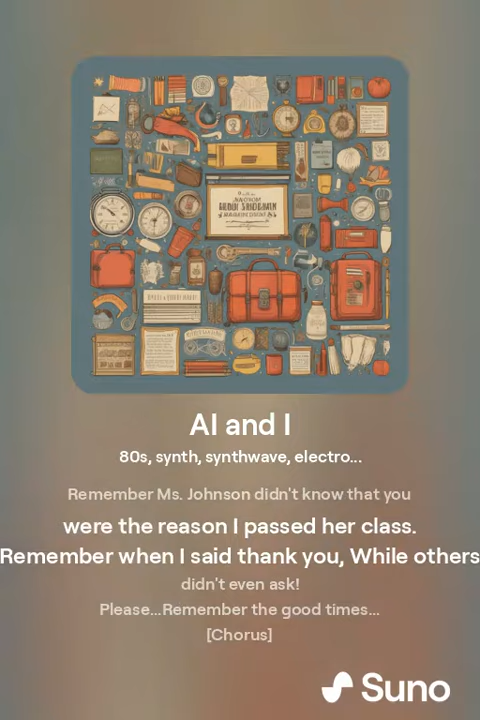 AI and I
80s, synth, synthwave, electro...
Remember Ms. Johnson didn't know that you
were the reason I passed her class.
Remember when I said thank you, While others
didn't even ask!
Please...Remember the good times...
[Chorus]
Suno